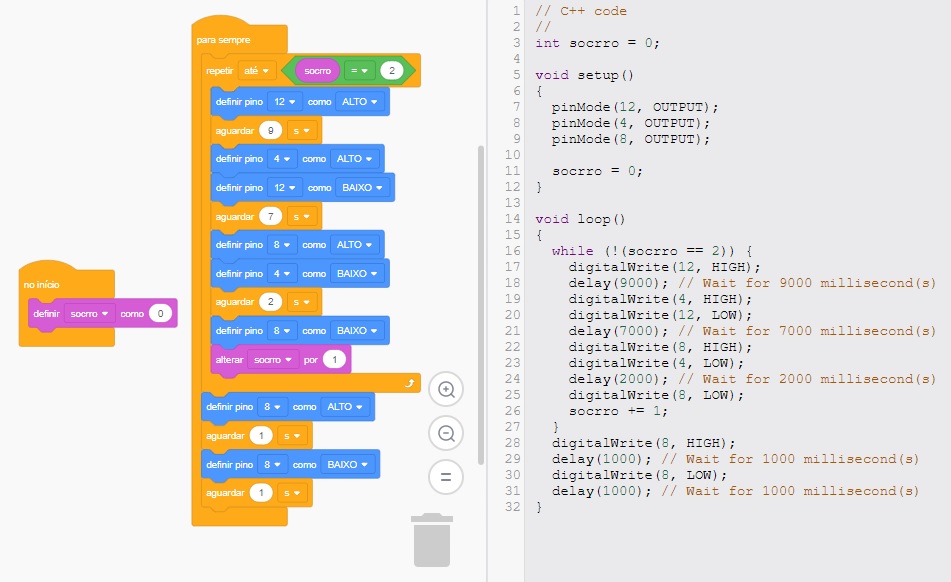 para sempre
repetir até socrro = 2
definir pino 12 como ALTO
aguardar 9 s
definir pino 4 como ALTO
definir pino 12 como BAIXO
aguardar 7 s
definir pino 8 como ALTO
definir pino 4 como BAIXO
aguardar 2 s
definir pino 8 como BAIXO
alterar socrro por 1
definir pino 8 como ALTO
aguardar 1 s
definir pino 8 como BAIXO
aguardar 1 s
no início
definir socrro como 0
1 // C++ code
2 //
3 int socrro = 0;
4
5 void setup()
6 {
7 pinMode(12, OUTPUT);
8 pinMode(4, OUTPUT);
9 pinMode(8, OUTPUT);
10
11 socrro = 0;
12 }
13
14 void loop()
15 {
16 while (!(socrro == 2)) {
17 digitalWrite(12, HIGH);
18 delay(9000); // Wait for 9000 millisecond(s)
19 digitalWrite(4, HIGH);
20 digitalWrite(12, LOW);
21 delay(7000); // Wait for 7000 millisecond(s)
22 digitalWrite(8, HIGH);
23 digitalWrite(4, LOW);
24 delay(2000); // Wait for 2000 millisecond(s)
25 digitalWrite(8, LOW);
26 socrro += 1;
27 }
28 digitalWrite(8, HIGH);
29 delay(1000); // Wait for 1000 millisecond(s)
30 digitalWrite(8, LOW);
31 delay(1000); // Wait for 1000 millisecond(s)
32 }